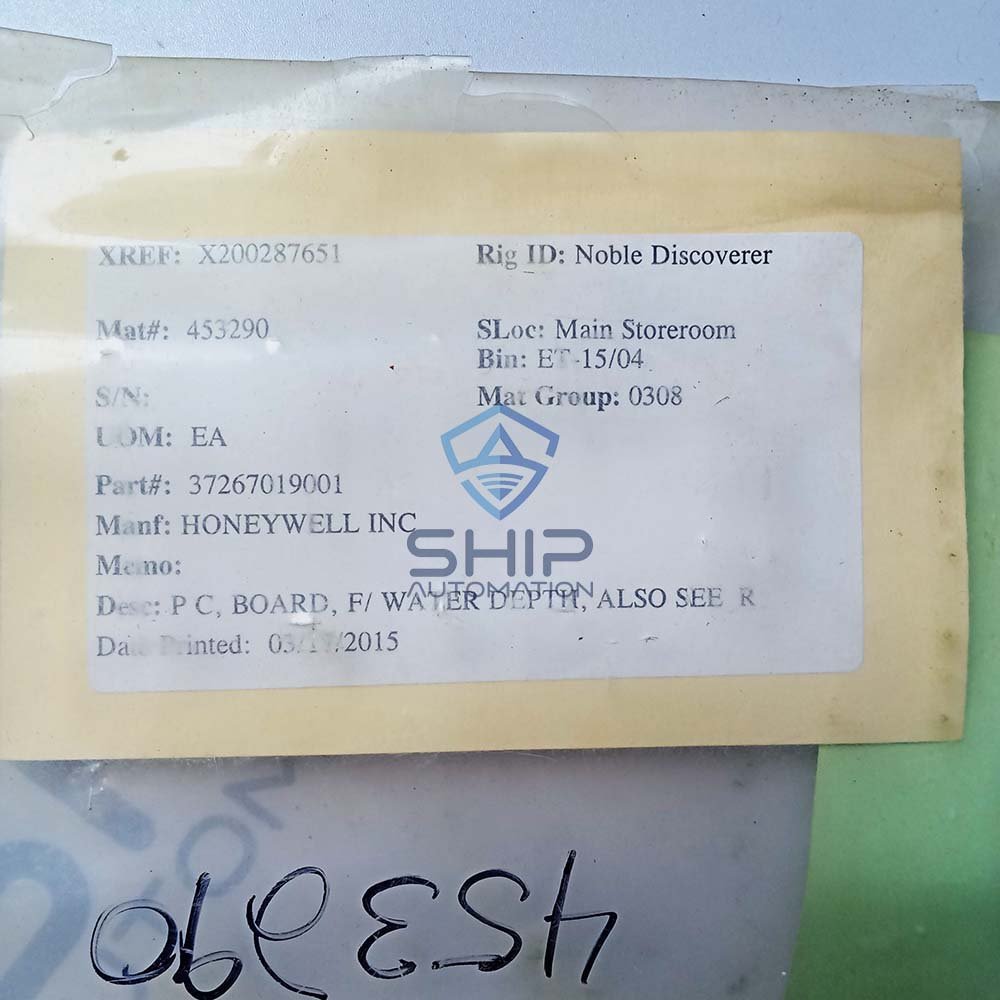 XREF: X200287651
Rig ID: Noble Discoverer
Mat#: 453290
SLoc: Main Storeroom
Bin: ET-15/04
S/N:
Mat Group: 0308
UOM: EA
Part#: 37267019001
Manf: HONEYWELL INC
Memo:
Desc: P C, BOARD, F/ WATER DEPTH, ALSO SEE R
Date Printed: 03/17/2015
SHIP
AUTOMATION
453290